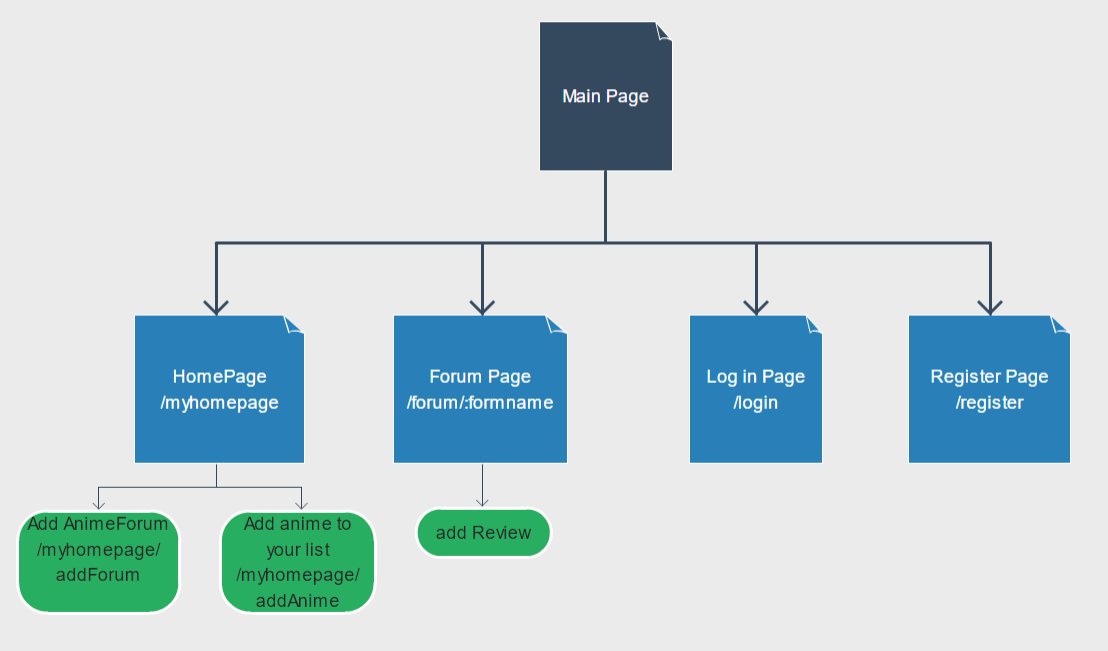 Main Page
HomePage
/myhomepage
Forum Page
/forum/:formname
Log in Page
/login
Register Page
/register
Add AnimeForum
/myhomepage/
addForum
Add anime to
your list
/myhomepage/
addAnime
add Review